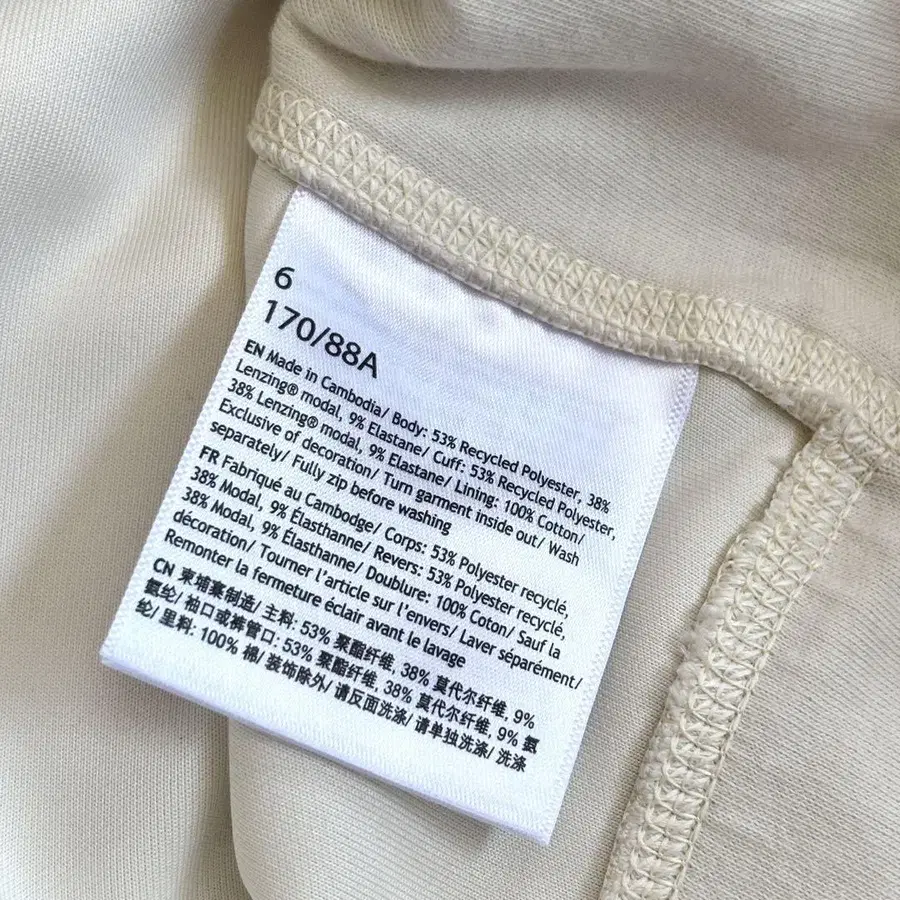 6
170/88A
EN Made in Cambodia/ Body: 53% Recycled Polyester, 38%
Lenzing® modal, 9% Elastane/ Cuff: 53% Recycled Polyester,
38% Lenzing® modal, 9% Elastane/ Lining: 100% Cotton/
Exclusive of decoration/ Turn garment inside out/ Wash
separately/ Fully zip before washing
FR Fabriqué au Cambodge/ Corps: 53% Polyester recyclé,
38% Modal, 9% Élasthanne/ Revers: 53% Polyester recyclé,
38% Modal, 9% Élasthanne/ Doublure: 100% Coton/ Sauf la
décoration/ Tourner l'article sur l'envers/ Laver séparément/
Remonter la fermeture éclair avant le lavage
CN 柬埔寨制造/ 主料: 53% 聚酯纤维, 38% 莫代尔纤维, 9%
氨纶/ 袖口或裤管口: 53% 聚酯纤维, 38% 莫代尔纤维, 9% 氨
纶/ 里料: 100% 棉/ 装饰除外/ 请反面洗涤/ 请单独洗涤/ 洗涤